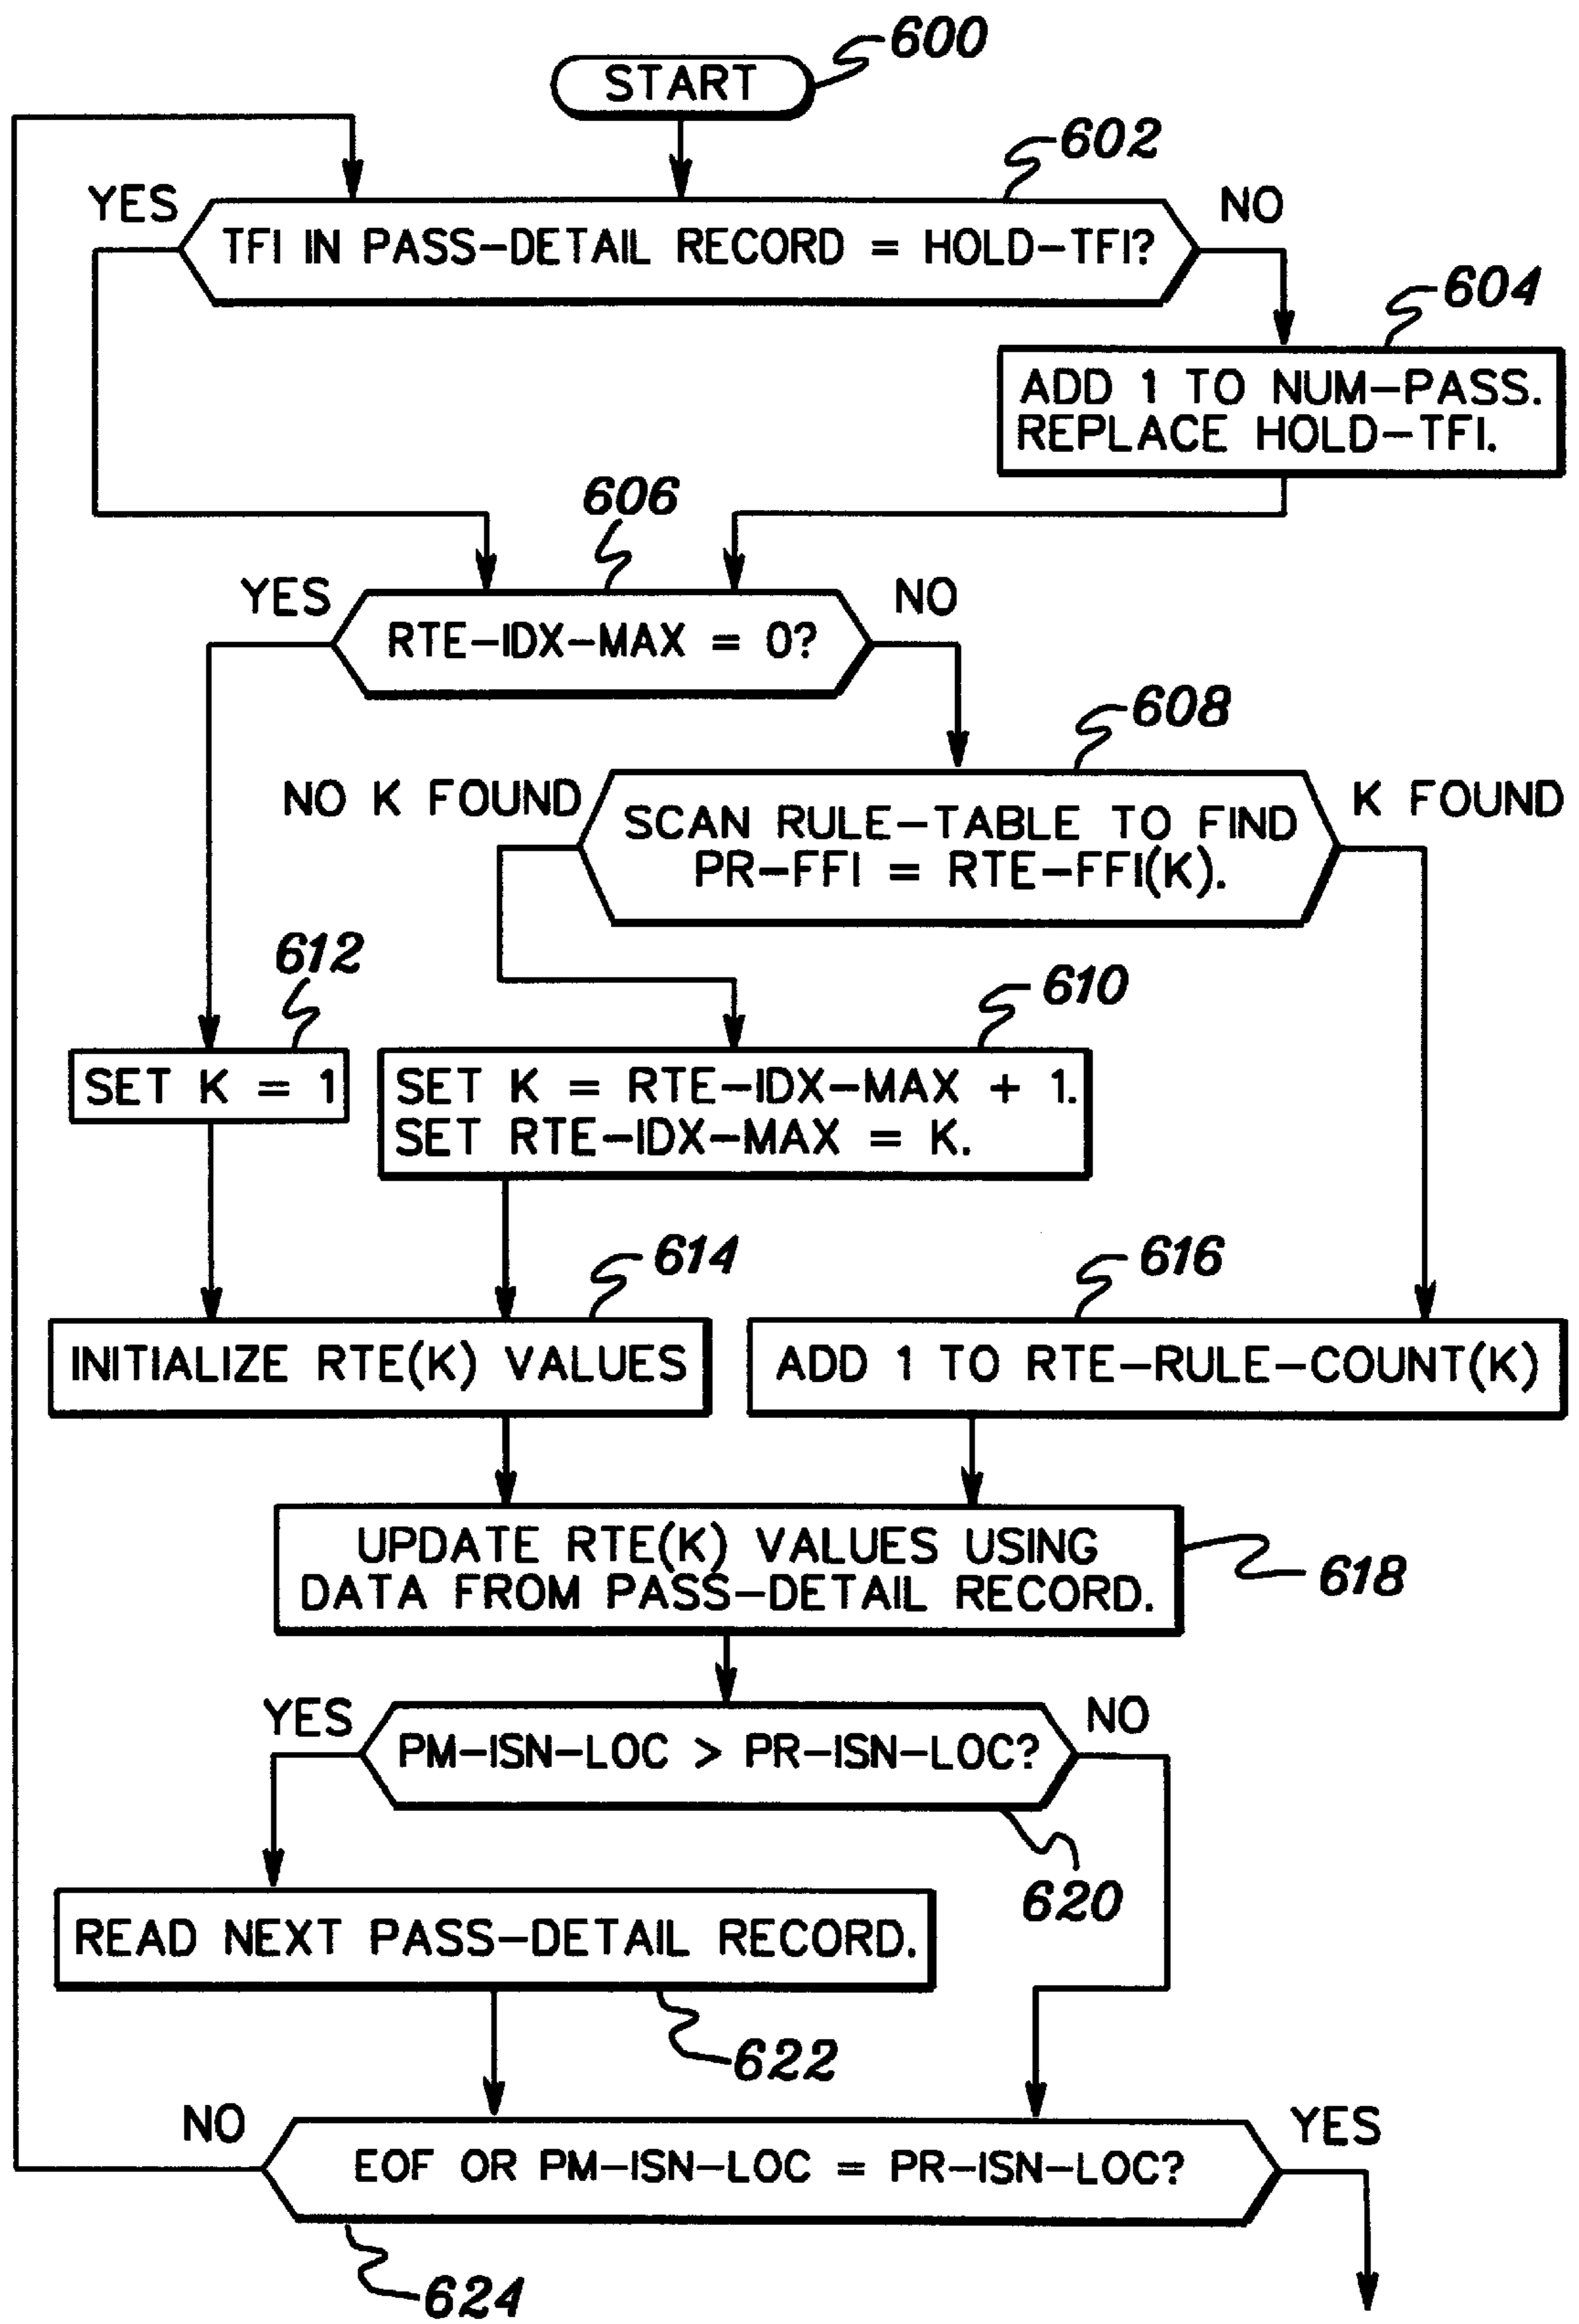 600
START
602
YES
NO
TFI IN PASS-DETAIL RECORD = HOLD-TFI?
604
ADD 1 TO NUM-PASS.
REPLACE HOLD-TFI.
606
YES
NO
RTE-IDX-MAX = 0?
608
NO K FOUND
K FOUND
SCAN RULE-TABLE TO FIND
PR-FFI = RTE-FFI(K).
612
610
SET K = 1
SET K = RTE-IDX-MAX + 1.
SET RTE-IDX-MAX = K.
614
616
INITIALIZE RTE(K) VALUES
ADD 1 TO RTE-RULE-COUNT(K)
UPDATE RTE(K) VALUES USING
DATA FROM PASS-DETAIL RECORD.
618
YES
NO
PM-ISN-LOC > PR-ISN-LOC?
620
READ NEXT PASS-DETAIL RECORD.
622
NO
YES
EOF OR PM-ISN-LOC = PR-ISN-LOC?
624